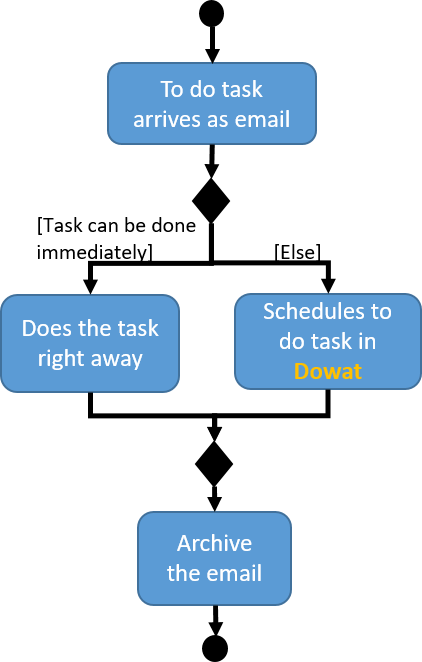 To do task
arrives as email
[Task can be done
immediately]
[Else]
Does the task
right away
Schedules to
do task in
Dowat
Archive
the email